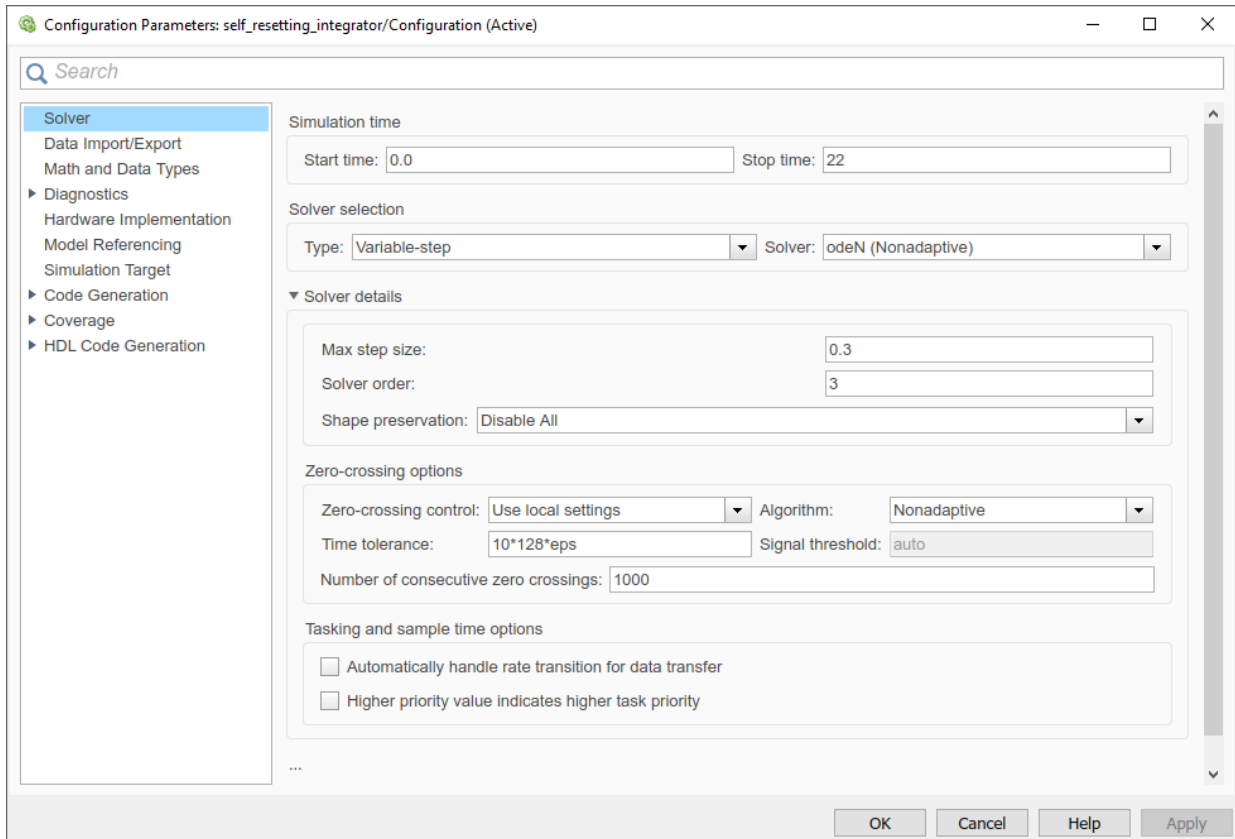 Configuration Parameters: self_resetting_integrator/Configuration (Active)
Search
Solver
Data Import/Export
Math and Data Types
Diagnostics
Hardware Implementation
Model Referencing
Simulation Target
Code Generation
Coverage
HDL Code Generation
Simulation time
Start time: 0.0 Stop time: 22
Solver selection
Type: Variable-step Solver: odeN (Nonadaptive)
Solver details
Max step size: 0.3
Solver order: 3
Shape preservation: Disable All
Zero-crossing options
Zero-crossing control: Use local settings Algorithm: Nonadaptive
Time tolerance: 10*128*eps Signal threshold: auto
Number of consecutive zero crossings: 1000
Tasking and sample time options
Automatically handle rate transition for data transfer
Higher priority value indicates higher task priority
...
OK Cancel Help Apply